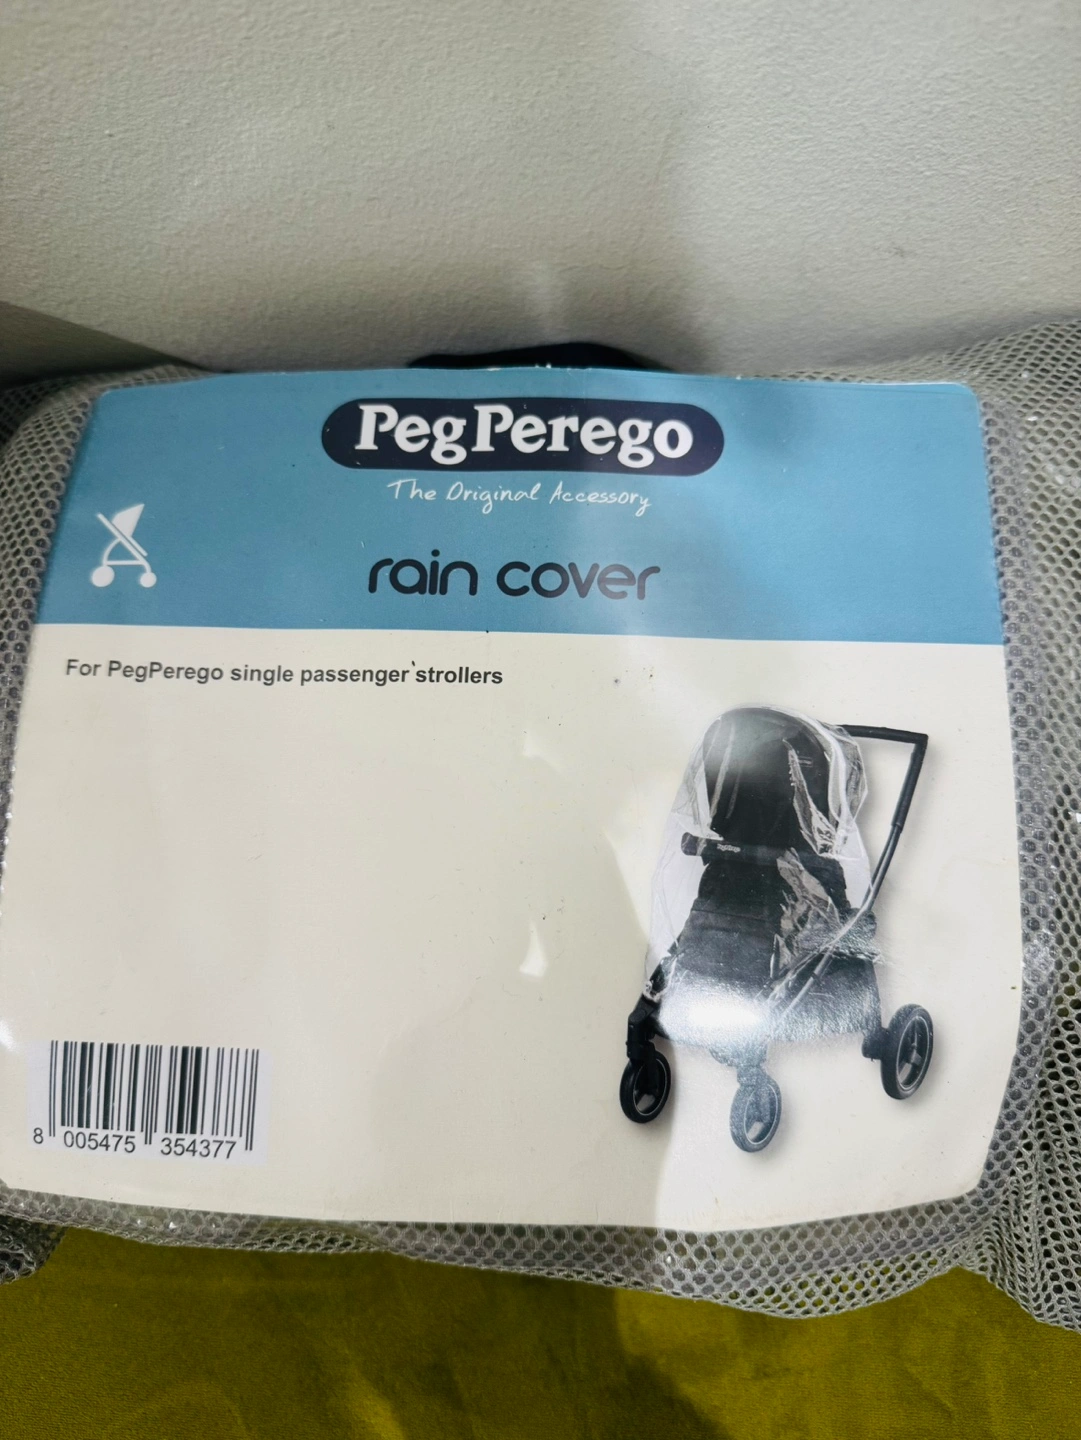 PegPerego
The Original Accessory
rain cover
For PegPerego single passenger strollers
8 005475 354377